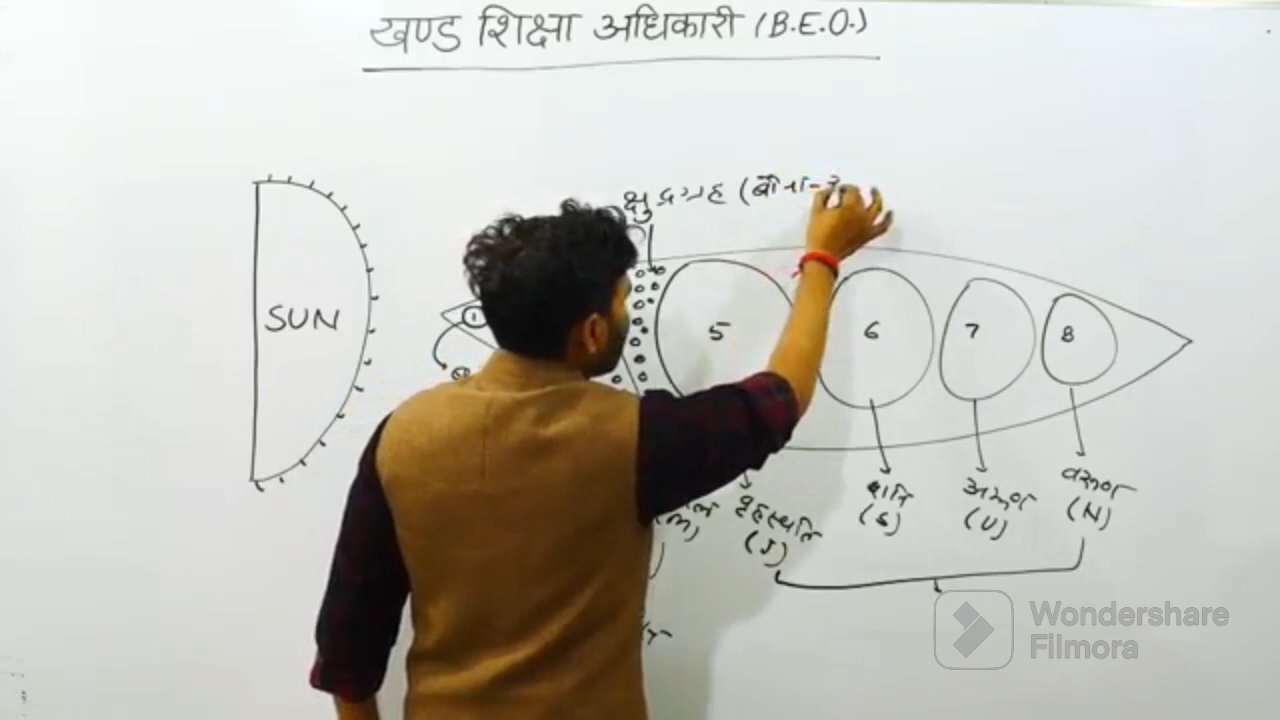 खण्ड शिक्षा अधिकारी (B.E.O.)
क्षुद्रग्रह (बौना-
SUN
1
5
6
7
8
बृहस्पति
(J)
शनि
(S)
अरुण
(U)
वरुण
(N)
(M)
Wondershare
Filmora